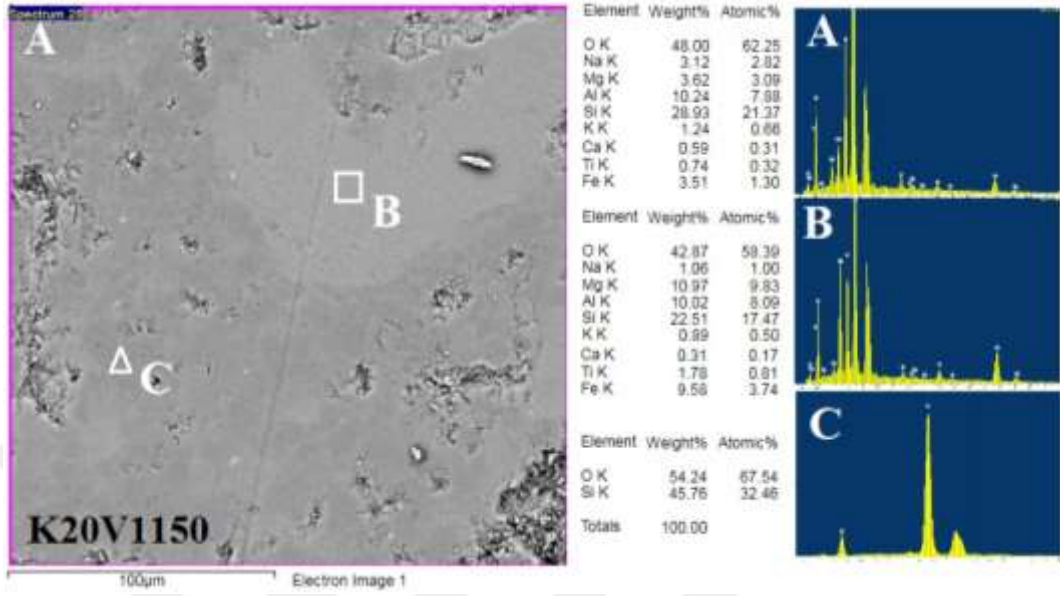 Spectrum 28
A
B
C
K20V1150
100µm Electron Image 1
Element Weight% Atomic%
O K 48.00 62.25
Na K 3.12 2.82
Mg K 3.62 3.09
Al K 10.24 7.88
Si K 28.93 21.37
K K 1.24 0.66
Ca K 0.59 0.31
Ti K 0.74 0.32
Fe K 3.51 1.30
Element Weight% Atomic%
O K 42.87 58.39
Na K 1.06 1.00
Mg K 10.97 9.83
Al K 10.02 8.09
Si K 22.51 17.47
K K 0.89 0.50
Ca K 0.31 0.17
Ti K 1.78 0.81
Fe K 9.58 3.74
Element Weight% Atomic%
O K 54.24 67.54
Si K 45.76 32.46
Totals 100.00
A
B
C